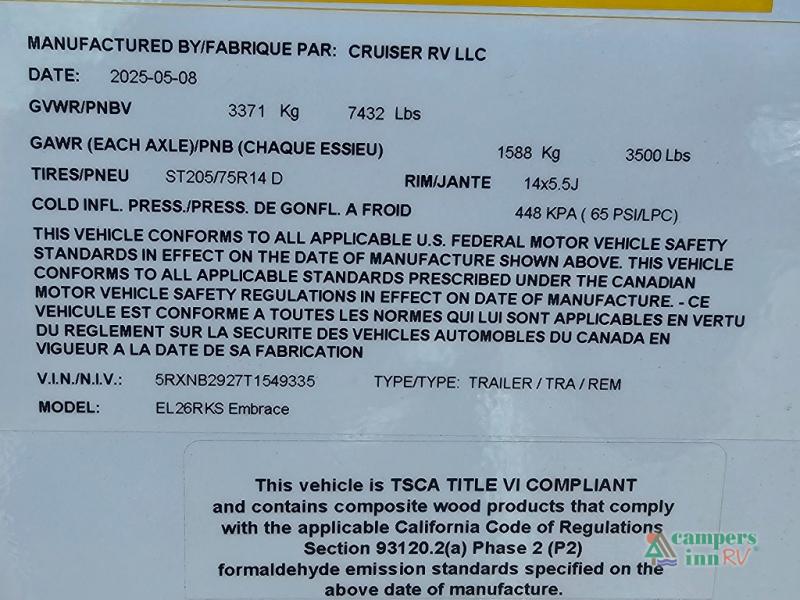 MANUFACTURED BY/FABRIQUE PAR: CRUISER RV LLC
DATE: 2025-05-08
GVWR/PNBV 3371 Kg 7432 Lbs
GAWR (EACH AXLE)/PNB (CHAQUE ESSIEU) 1588 Kg 3500 Lbs
TIRES/PNEU ST205/75R14 D RIM/JANTE 14x5.5J
COLD INFL. PRESS./PRESS. DE GONFL. A FROID 448 KPA ( 65 PSI/LPC)
THIS VEHICLE CONFORMS TO ALL APPLICABLE U.S. FEDERAL MOTOR VEHICLE SAFETY
STANDARDS IN EFFECT ON THE DATE OF MANUFACTURE SHOWN ABOVE. THIS VEHICLE
CONFORMS TO ALL APPLICABLE STANDARDS PRESCRIBED UNDER THE CANADIAN
MOTOR VEHICLE SAFETY REGULATIONS IN EFFECT ON DATE OF MANUFACTURE. - CE
VEHICULE EST CONFORME A TOUTES LES NORMES QUI LUI SONT APPLICABLES EN VERTU
DU REGLEMENT SUR LA SECURITE DES VEHICLES AUTOMOBLES DU CANADA EN
VIGUEUR A LA DATE DE SA FABRICATION
V.I.N./N.I.V.: 5RXNB2927T1549335 TYPE/TYPE: TRAILER / TRA / REM
MODEL: EL26RKS Embrace
This vehicle is TSCA TITLE VI COMPLIANT
and contains composite wood products that comply
with the applicable California Code of Regulations
Section 93120.2(a) Phase 2 (P2)
formaldehyde emission standards specified on the
above date of manufacture.
campers
inn RV